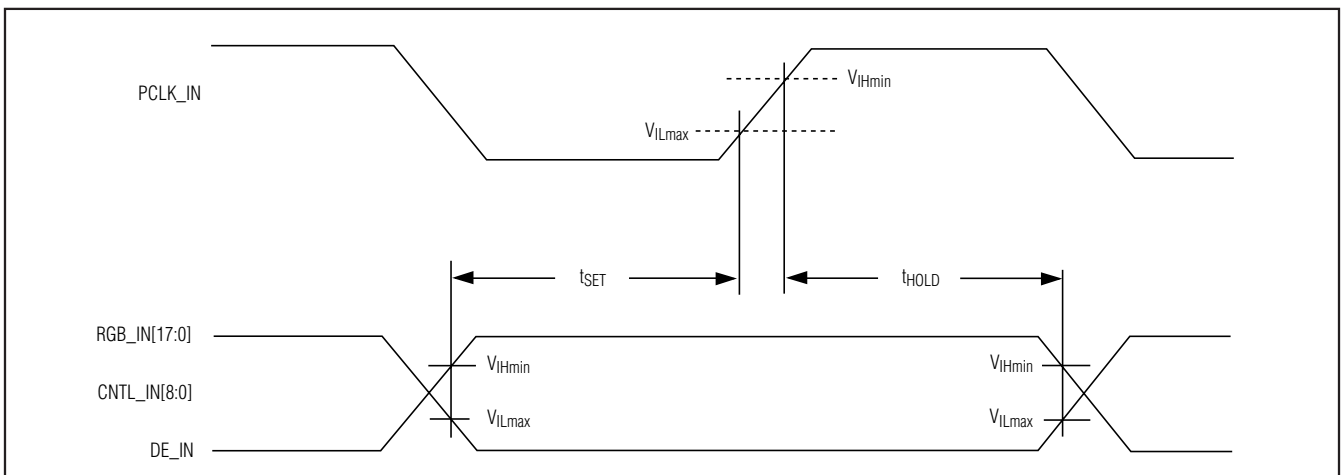 PCLK_IN
VIHmin
VILmax
tSET
tHOLD
RGB_IN[17:0]
CNTL_IN[8:0]
DE_IN
VIHmin
VILmax
VIHmin
VILmax